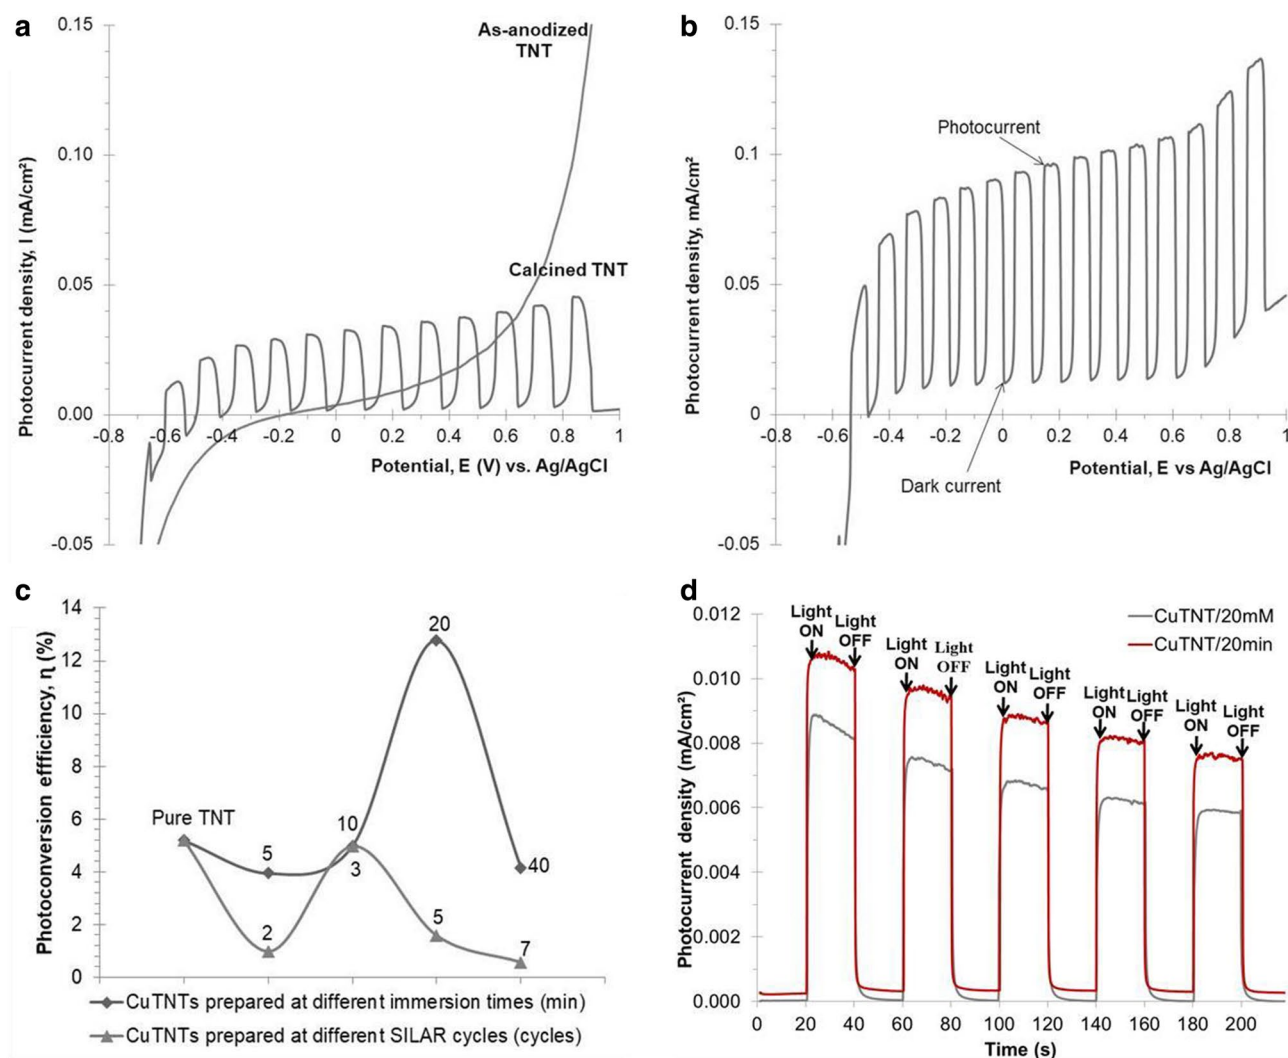 a
0.15
0.10
0.05
0.00
-0.05
Photocurrent density, I (mA/cm²)
As-anodized
TNT
Calcined TNT
-0.8 -0.6 -0.4 -0.2 0 0.2 0.4 0.6 0.8 1
Potential, E (V) vs. Ag/AgCl
b
0.15
0.1
0.05
0
-0.05
Photocurrent density, mA/cm²
Photocurrent
Dark current
-0.8 -0.6 -0.4 -0.2 0 0.2 0.4 0.6 0.8 1
Potential, E vs Ag/AgCl
c
14
12
10
8
6
4
2
0
Photoconversion efficiency, η (%)
Pure TNT
5
10
20
40
2
3
5
7
CuTNTs prepared at different immersion times (min)
CuTNTs prepared at different SILAR cycles (cycles)
d
0.012
0.010
0.008
0.006
0.004
0.002
0.000
Photocurrent density (mA/cm²)
CuTNT/20mM
CuTNT/20min
Light
ON
Light
OFF
Light
ON
Light
OFF
Light
ON
Light
OFF
Light
ON
Light
OFF
Light
ON
Light
OFF
0 20 40 60 80 100 120 140 160 180 200
Time (s)